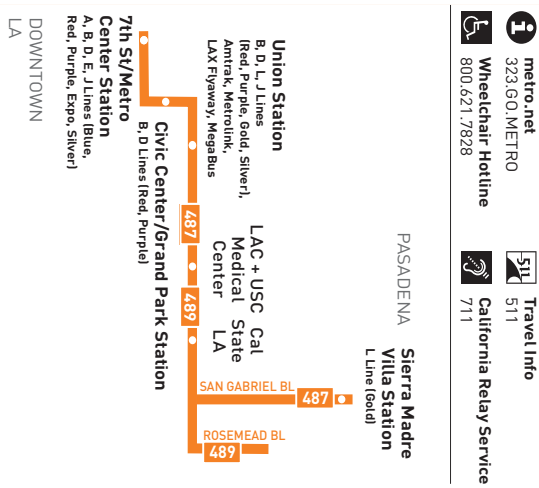 metro.net
323.GO.METRO
Wheelchair Hotline
800.621.7828
511
Travel Info
511
California Relay Service
711
PASADENA
Sierra Madre
Villa Station
L Line (Gold)
487
SAN GABRIEL BL
ROSEMEAD BL
489
LAC + USC
Medical
Center
Cal
State
LA
487
489
Union Station
B, D, L, J Lines
(Red, Purple, Gold, Silver),
Amtrak, Metrolink,
LAX Flyaway, MegaBus
Civic Center/Grand Park Station
B, D Lines (Red, Purple)
7th St/Metro
Center Station
A, B, D, E, J Lines (Blue,
Red, Purple, Expo, Silver)
DOWNTOWN
LA